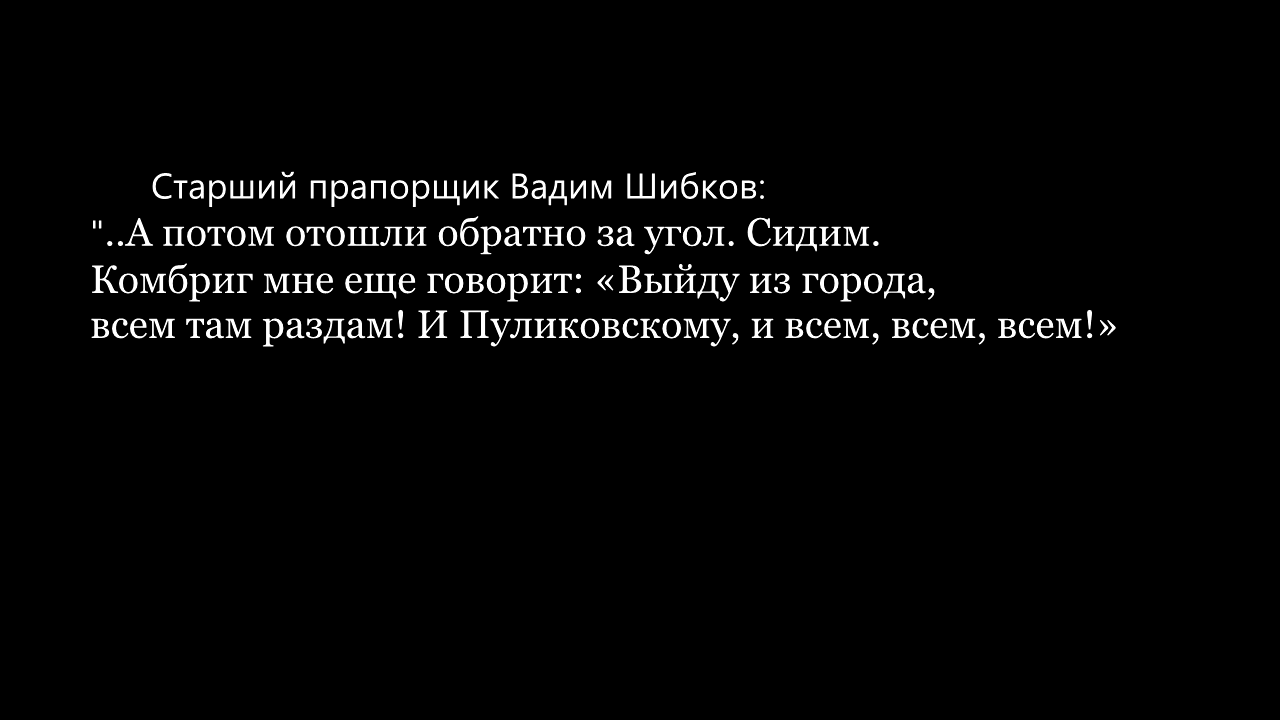 Старший прапорщик Вадим Шибков:
"..А потом отошли обратно за угол. Сидим.
Комбриг мне еще говорит: «Выйду из города,
всем там раздам! И Пуликовскому, и всем, всем, всем!»